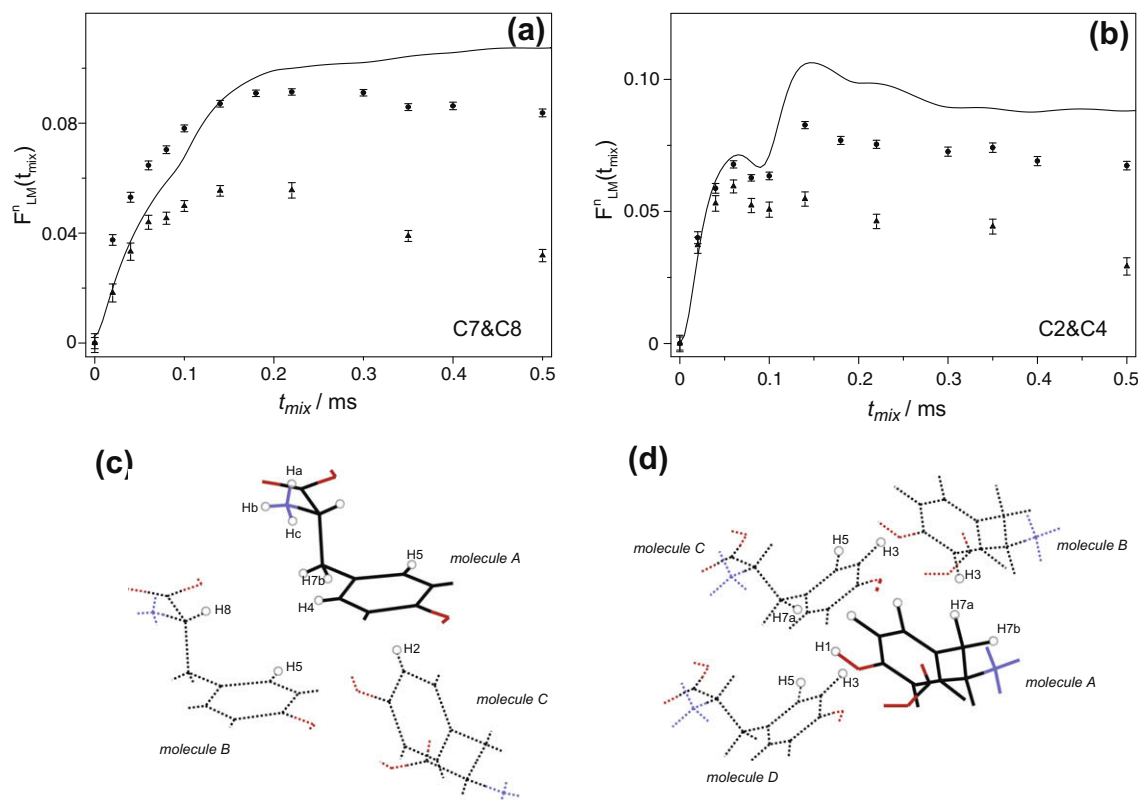 (a)
F^n_LM(t_mix)
0.08
0.04
0
0
0.1
0.2
0.3
0.4
0.5
C7&C8
t_mix / ms
(b)
F^n_LM(t_mix)
0.10
0.05
0
0
0.1
0.2
0.3
0.4
0.5
C2&C4
t_mix / ms
(c)
Ha
Hb
Hc
H5
molecule A
H7b
H4
H8
H5
H2
molecule B
molecule C
(d)
molecule C
H5
H3
H3
molecule B
H7a
H7a
H7b
H1
H5
H3
molecule A
molecule D